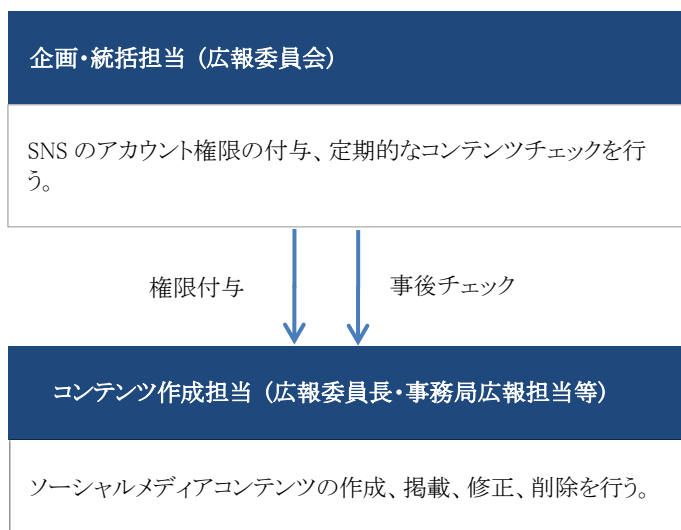 企画・統括担当（広報委員会）
SNS のアカウント権限の付与、定期的なコンテンツチェックを行
う。
権限付与
事後チェック
コンテンツ作成担当（広報委員長・事務局広報担当等）
ソーシャルメディアコンテンツの作成、掲載、修正、削除を行う。